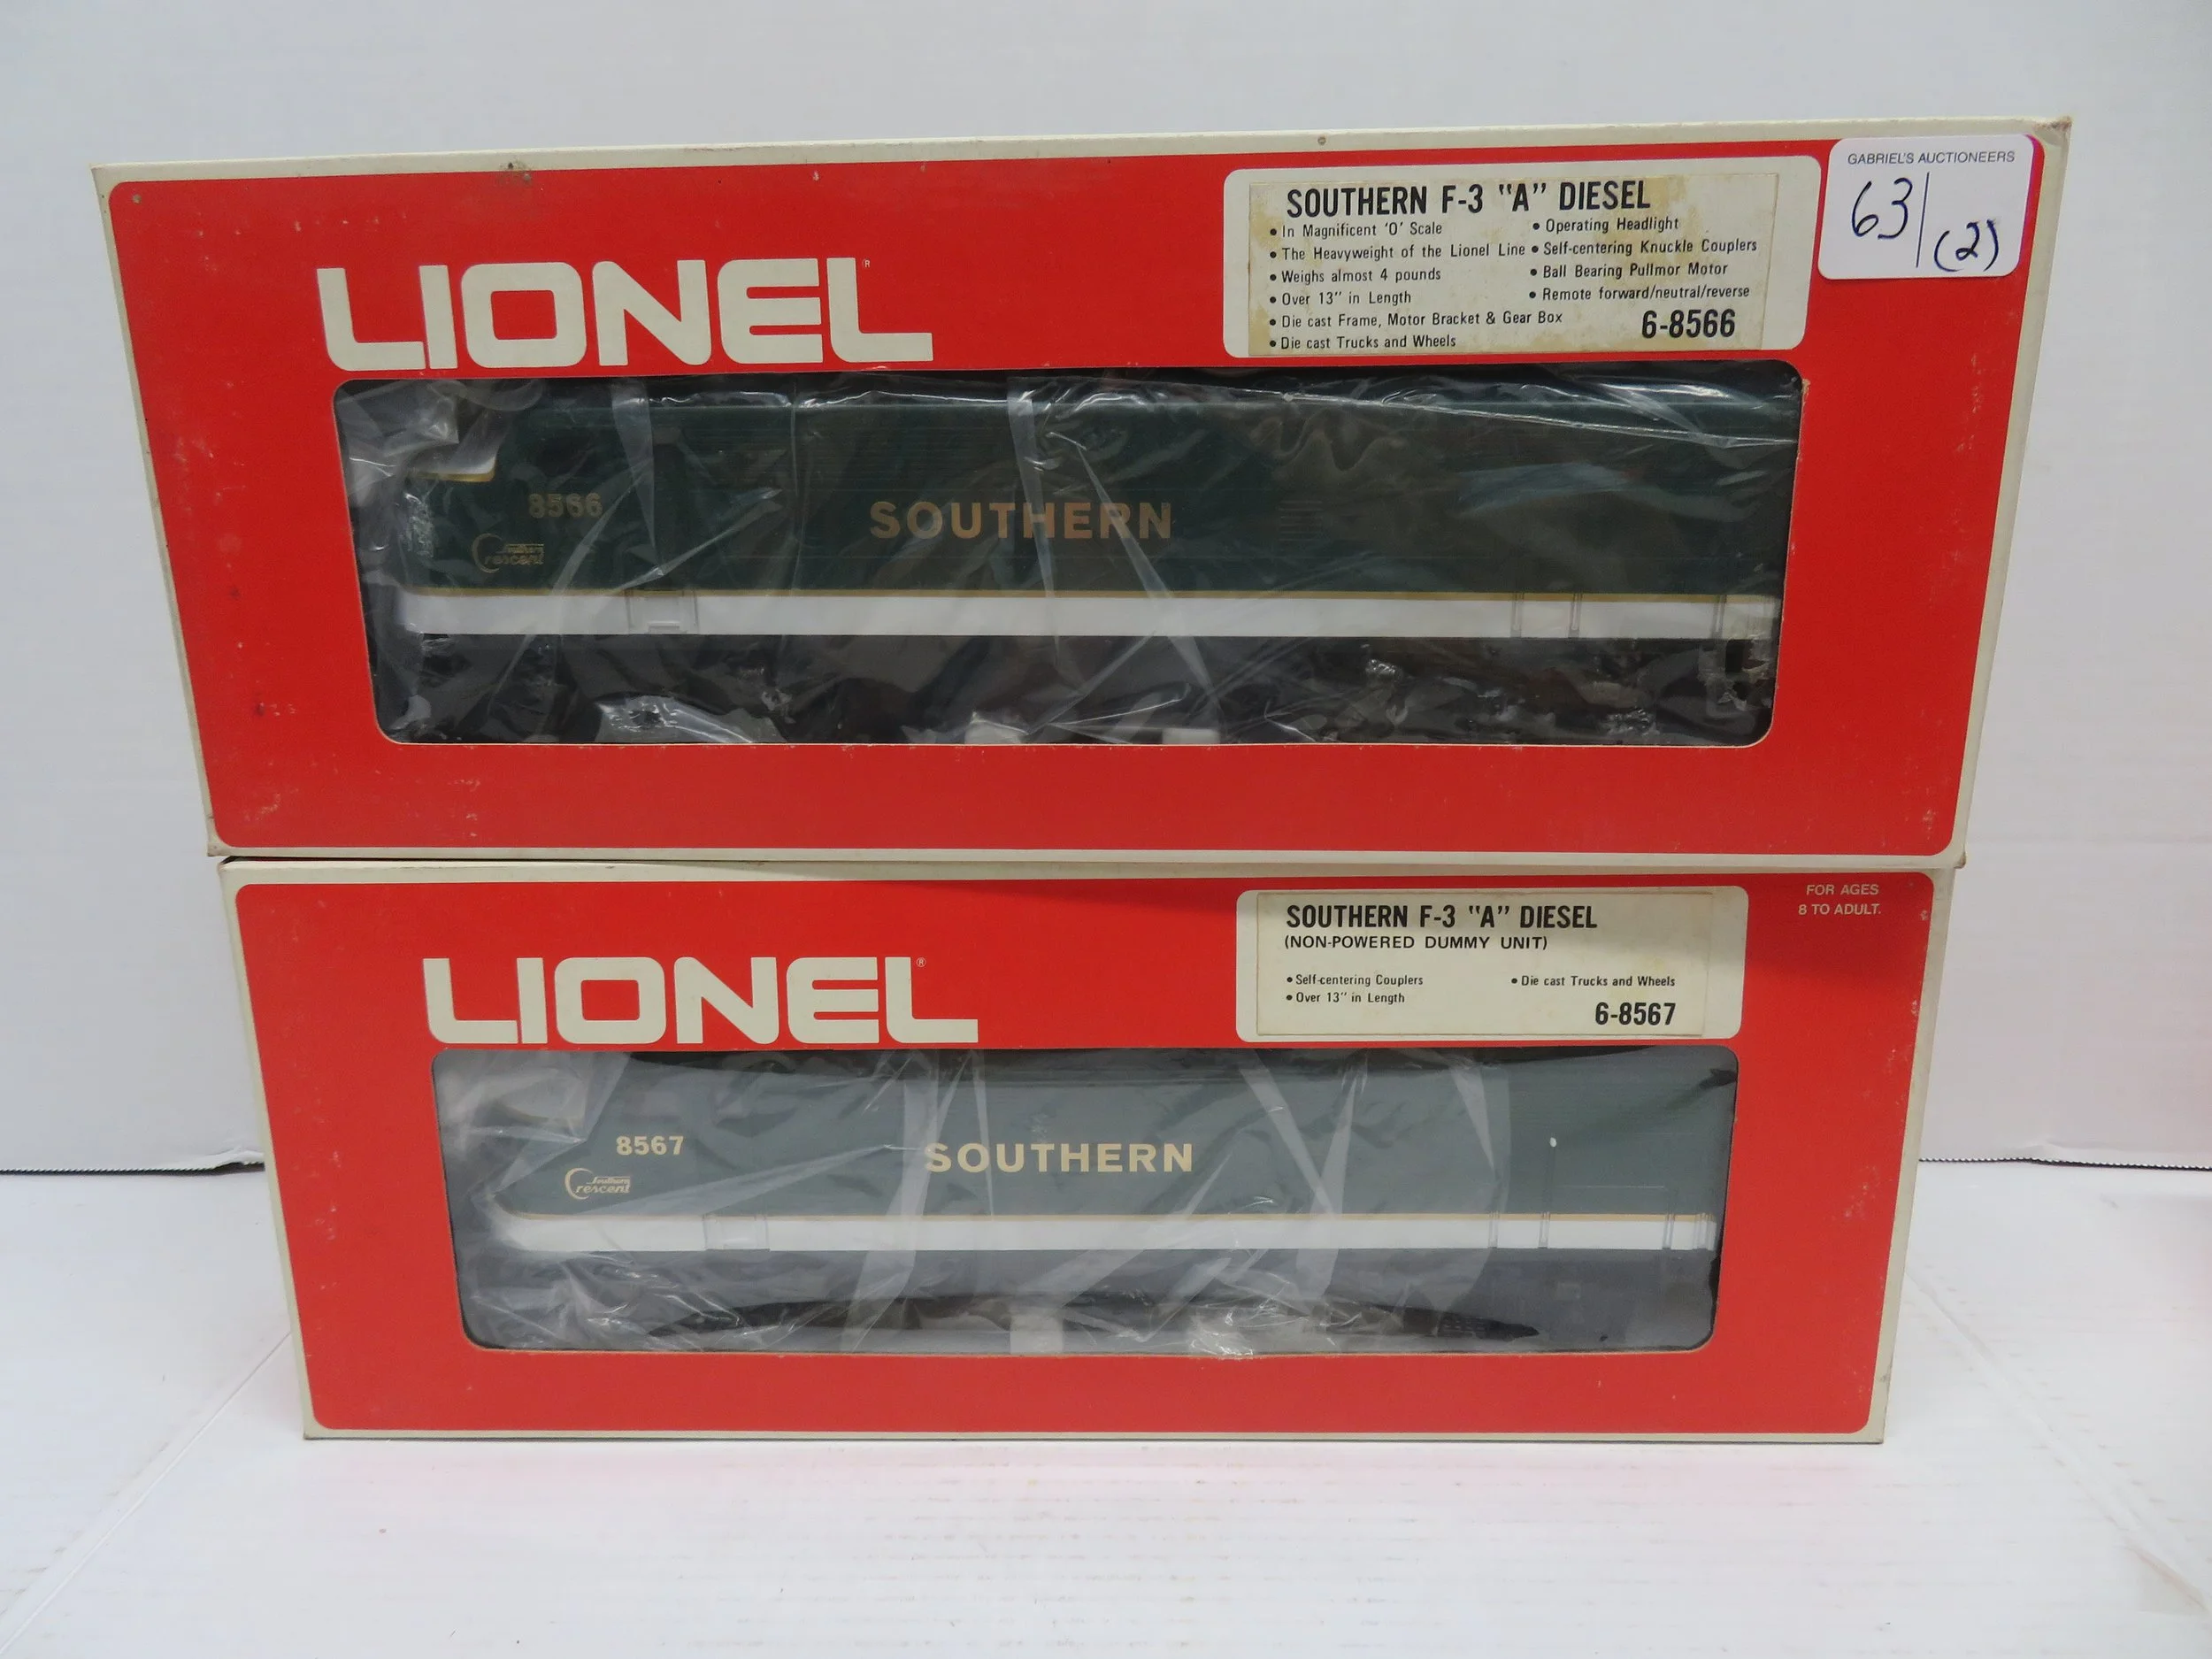 GABRIEL'S AUCTIONEERS
63/(2)
LIONEL®
SOUTHERN F-3 "A" DIESEL
• In Magnificent 'O' Scale
• The Heavyweight of the Lionel Line
• Weighs almost 4 pounds
• Over 13" in Length
• Die cast Frame, Motor Bracket & Gear Box
• Die cast Trucks and Wheels
• Operating Headlight
• Self-centering Knuckle Couplers
• Ball Bearing Pullmor Motor
• Remote forward/neutral/reverse
6-8566
8566
SOUTHERN
Southern
Crescent
FOR AGES
8 TO ADULT.
LIONEL®
SOUTHERN F-3 "A" DIESEL
(NON-POWERED DUMMY UNIT)
• Self-centering Couplers
• Over 13" in Length
• Die cast Trucks and Wheels
6-8567
8567
SOUTHERN
Southern
Crescent